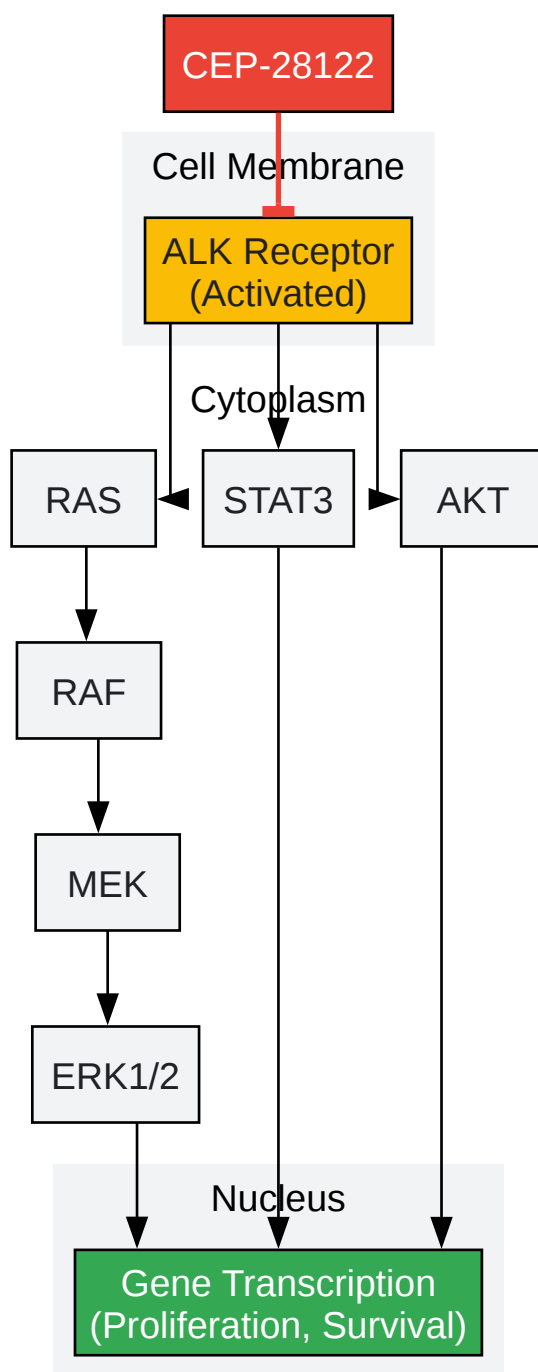 CEP-28122
Cell Membrane
ALK Receptor
(Activated)
Cytoplasm
RAS
STAT3
AKT
RAF
MEK
ERK1/2
Nucleus
Gene Transcription
(Proliferation, Survival)